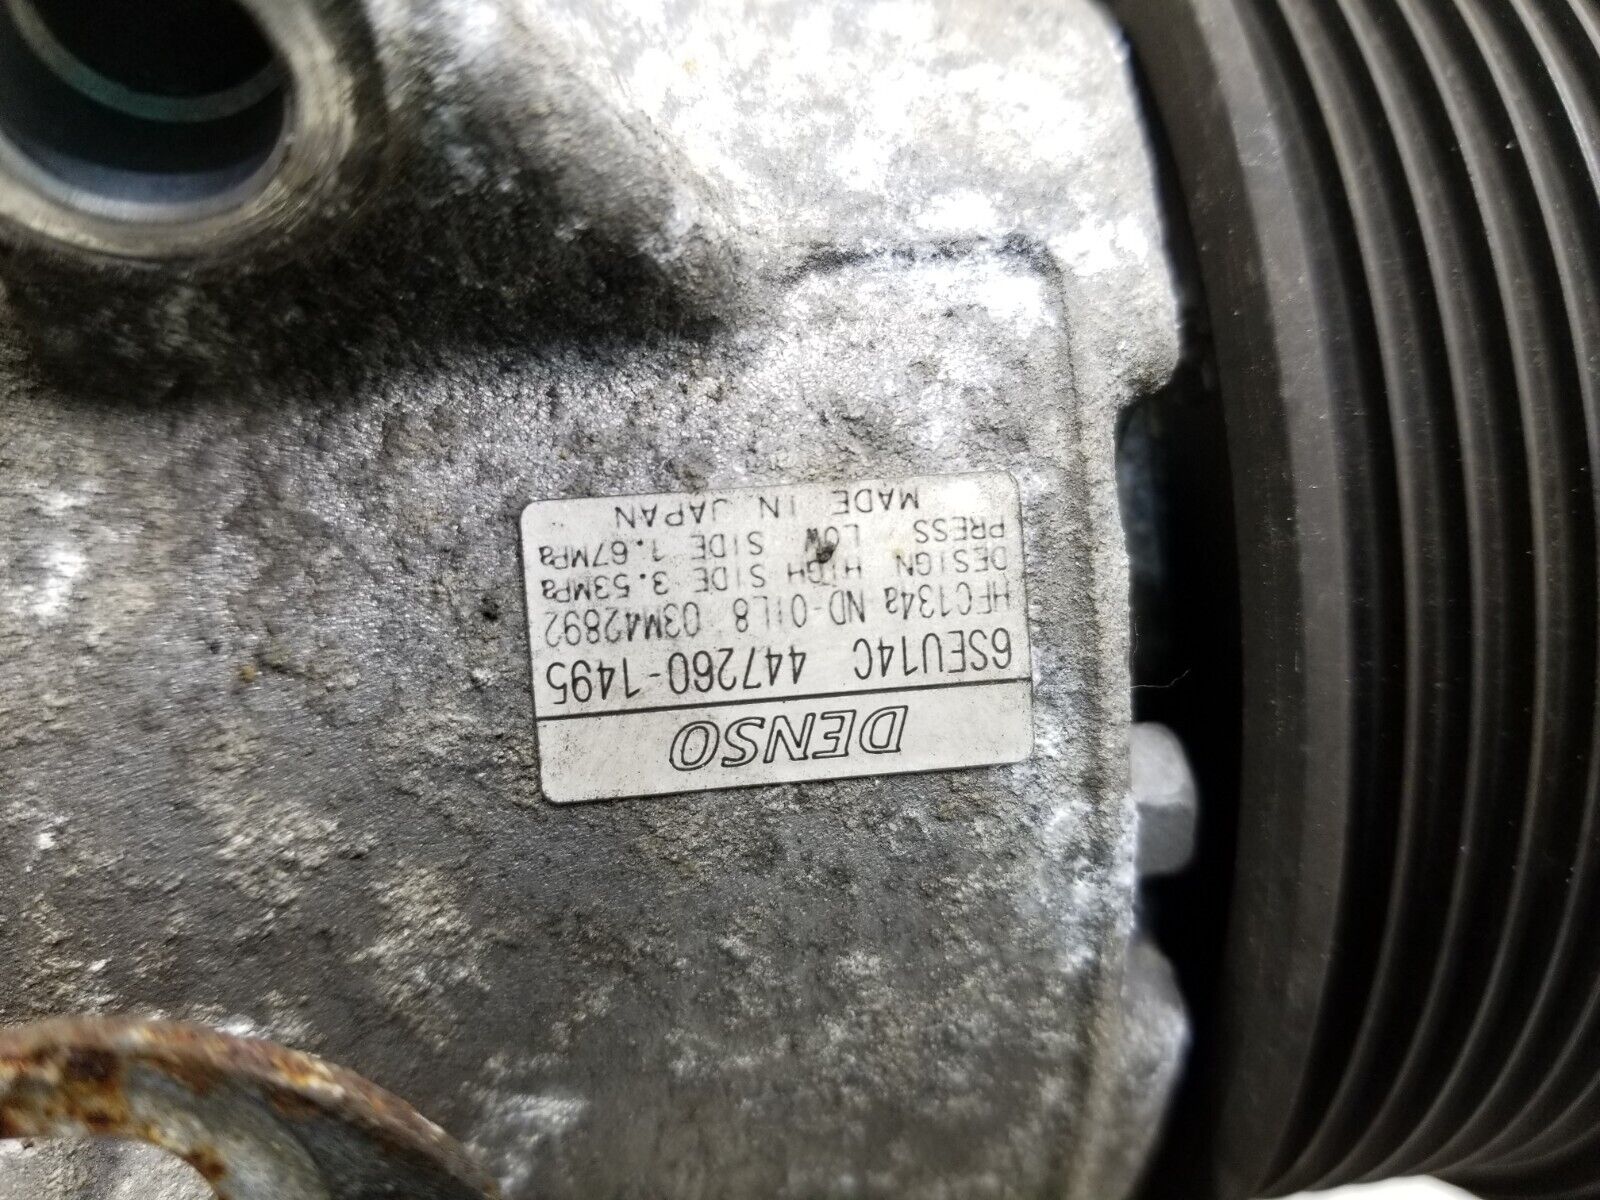 DENSO
6SEU14C 447260-1495
HFC134a ND-OIL8 03M42892
DESIGN HIGH SIDE 3.53MPa
PRESS LOW SIDE 1.67MPa
MADE IN JAPAN